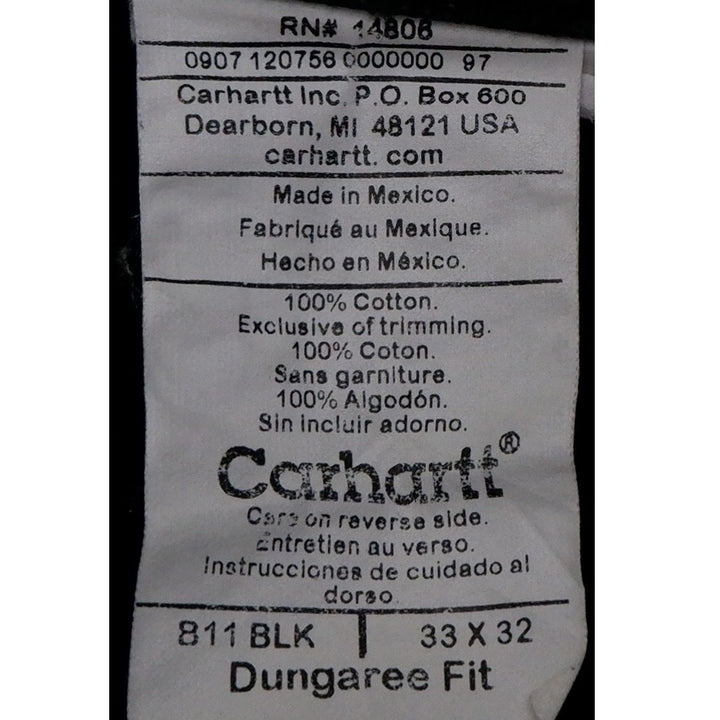 RN# 14806
0907 120756 0000000 97
Carhartt Inc. P.O. Box 600
Dearborn, MI 48121 USA
carhartt. com
Made in Mexico.
Fabriqué au Mexique.
Hecho en México.
100% Cotton.
Exclusive of trimming.
100% Coton.
Sans garniture.
100% Algodón.
Sin incluir adorno.
Carhartt®
Care on reverse side.
Entretien au verso.
Instrucciones de cuidado al
dorso
B11 BLK | 33 X 32
Dungaree Fit